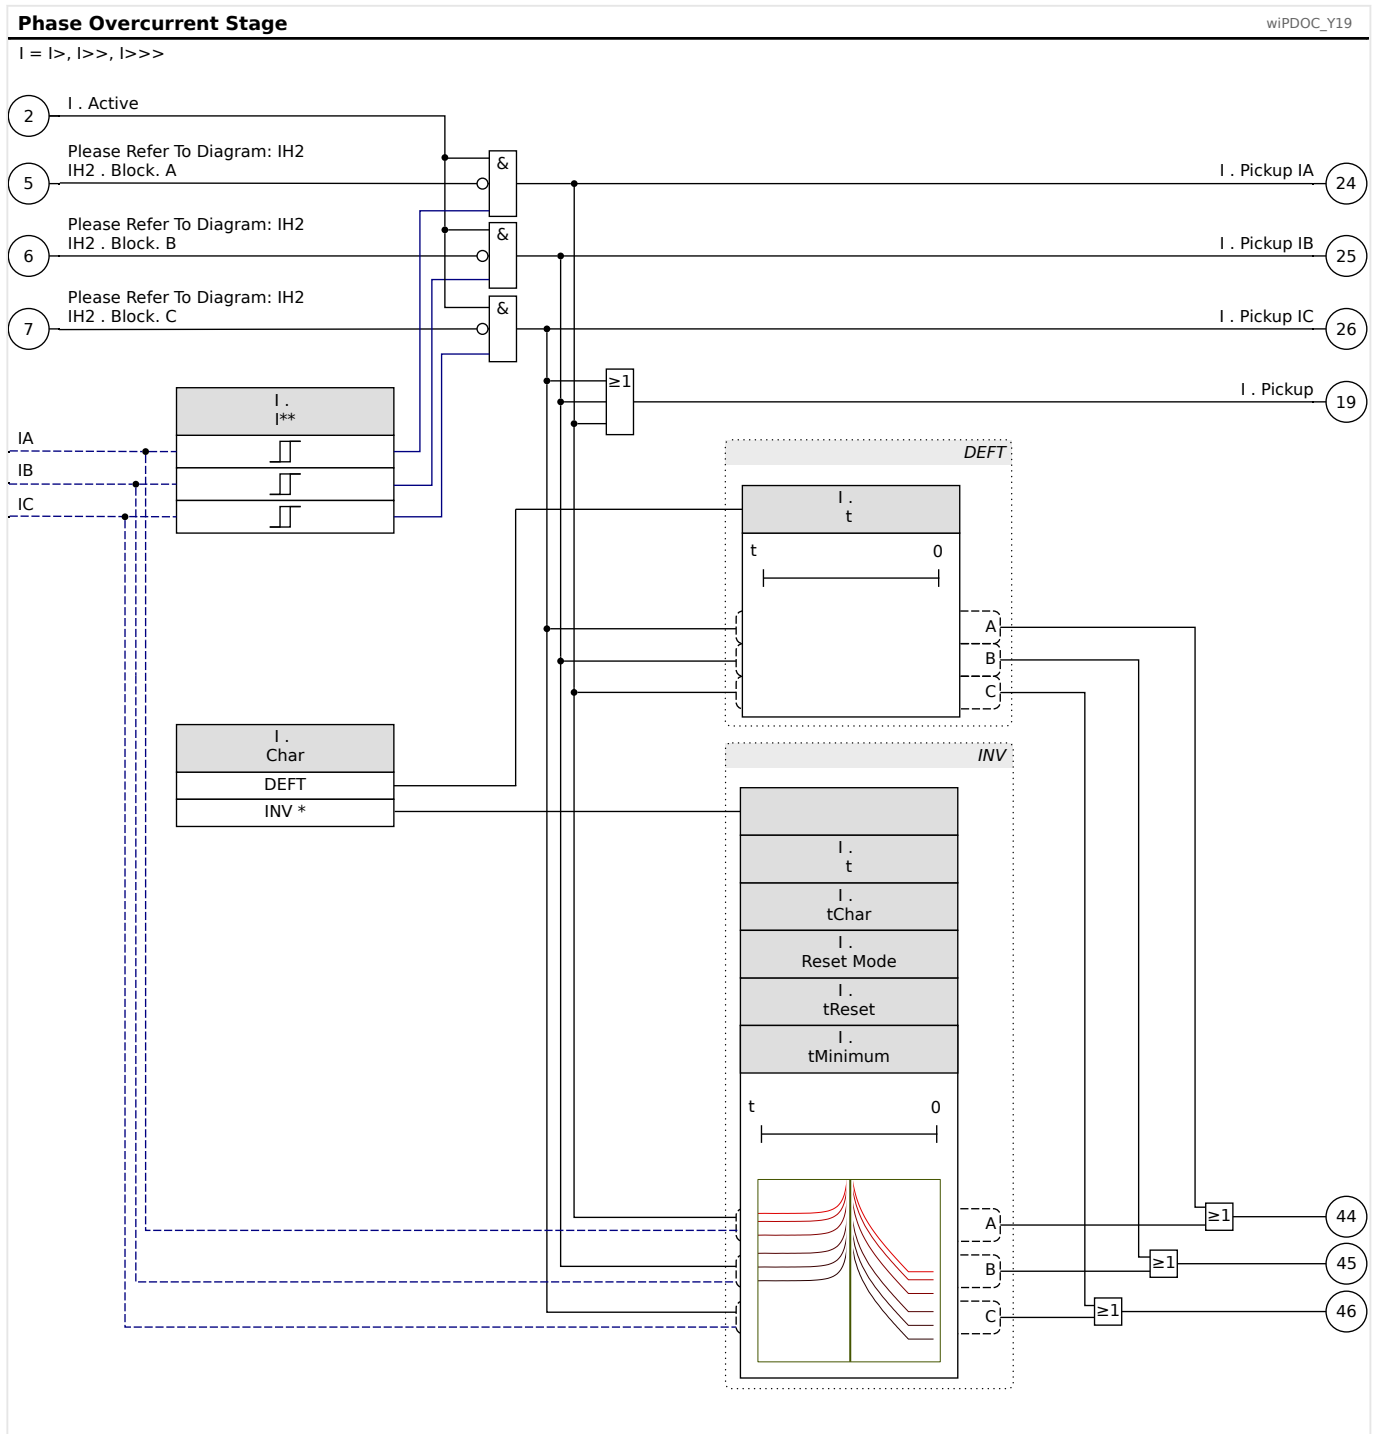 Phase Overcurrent Stage
wiPDOC_Y19
I = I>, I>>, I>>>
2
I . Active
Please Refer To Diagram: IH2
IH2 . Block. A
5
&
I . Pickup IA
24
Please Refer To Diagram: IH2
IH2 . Block. B
6
&
I . Pickup IB
25
Please Refer To Diagram: IH2
IH2 . Block. C
7
&
I . Pickup IC
26
≥1
I . Pickup
19
I .
I**
IA
IB
IC
DEFT
I .
t
t 0
A
B
C
I .
Char
DEFT
INV *
INV
I .
t
I .
tChar
I .
Reset Mode
I .
tReset
I .
tMinimum
t 0
A
≥1
44
B
≥1
45
C
≥1
46